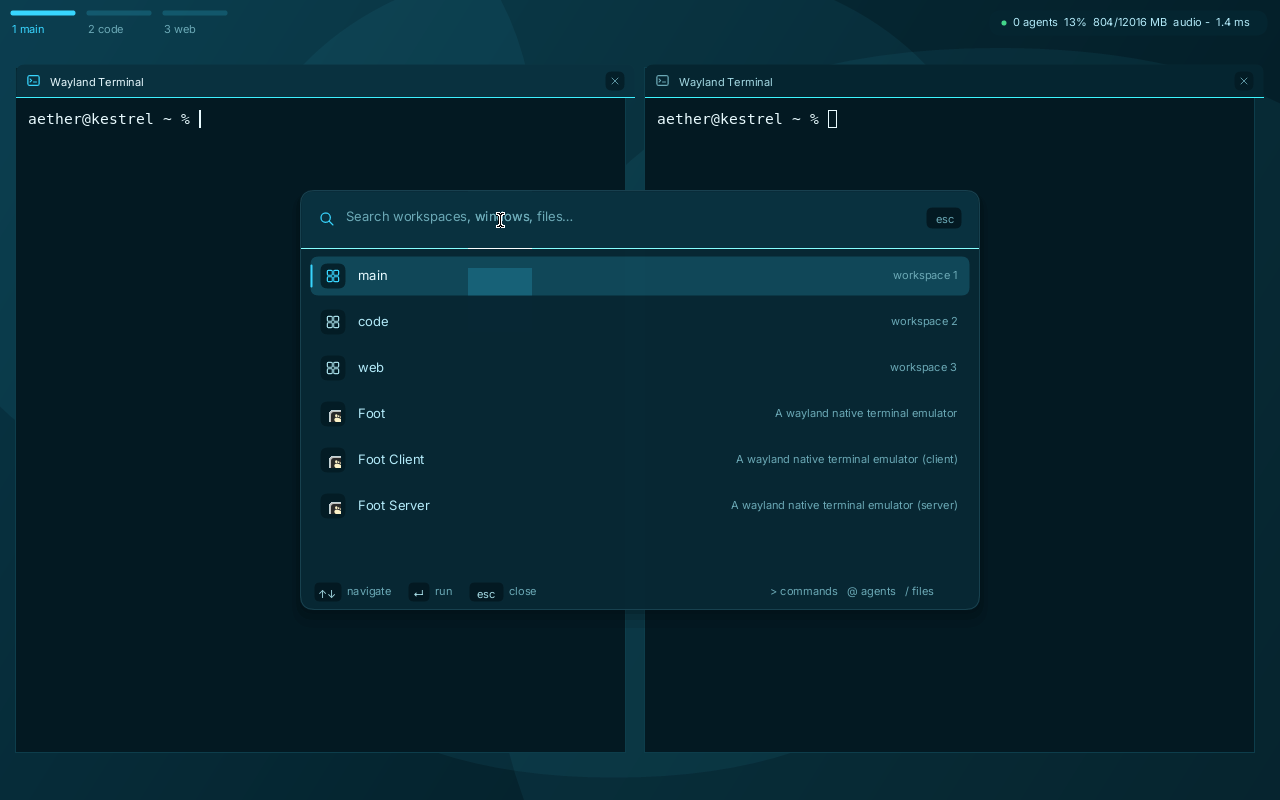 1 main 2 code 3 web
0 agents 13% 804/12016 MB audio - 1.4 ms
Wayland Terminal
aether@kestrel ~ %
Wayland Terminal
aether@kestrel ~ %
Search workspaces, windows, files...
esc
main workspace 1
code workspace 2
web workspace 3
Foot A wayland native terminal emulator
Foot Client A wayland native terminal emulator (client)
Foot Server A wayland native terminal emulator (server)
↑↓ navigate ↵ run esc close > commands @ agents / files